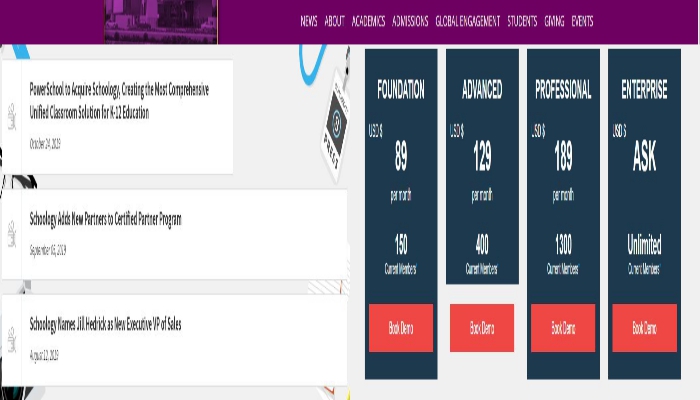 NEWS ABOUT ACADEMICS ADMISSIONS GLOBAL ENGAGEMENT STUDENTS GIVING EVENTS
PowerSchool to Acquire Schoology, Creating the Most Comprehensive
Unified Classroom Solution for K-12 Education
October 24, 2019
Schoology Adds New Partners to Certified Partner Program
September 05, 2019
Schoology Names Jill Hedrick as New Executive VP of Sales
August 12, 2019
PRESS
FOUNDATION
USD $
89
per month
150
Current Members*
Book Demo
ADVANCED
USD $
129
per month
400
Current Members*
Book Demo
PROFESSIONAL
USD $
189
per month
1300
Current Members*
Book Demo
ENTERPRISE
USD $
ASK
Unlimited
Current Members*
Book Demo